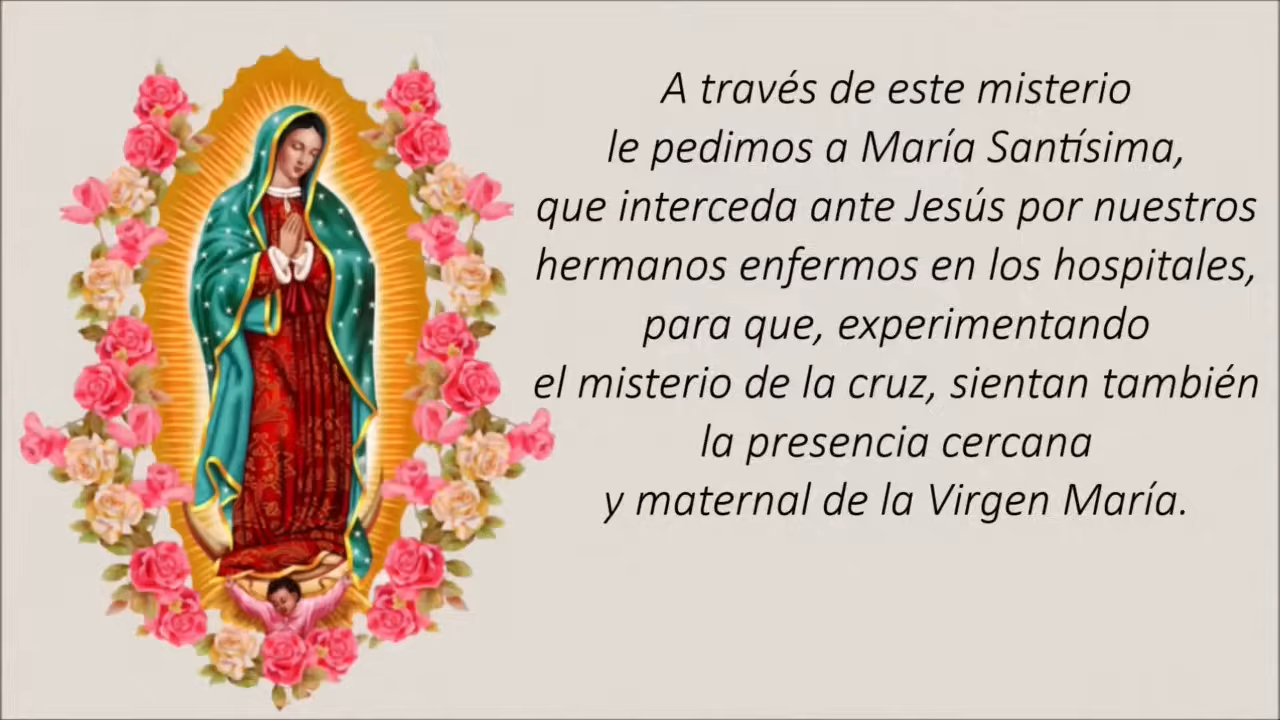 A través de este misterio
le pedimos a María Santísima,
que interceda ante Jesús por nuestros
hermanos enfermos en los hospitales,
para que, experimentando
el misterio de la cruz, sientan también
la presencia cercana
y maternal de la Virgen María.